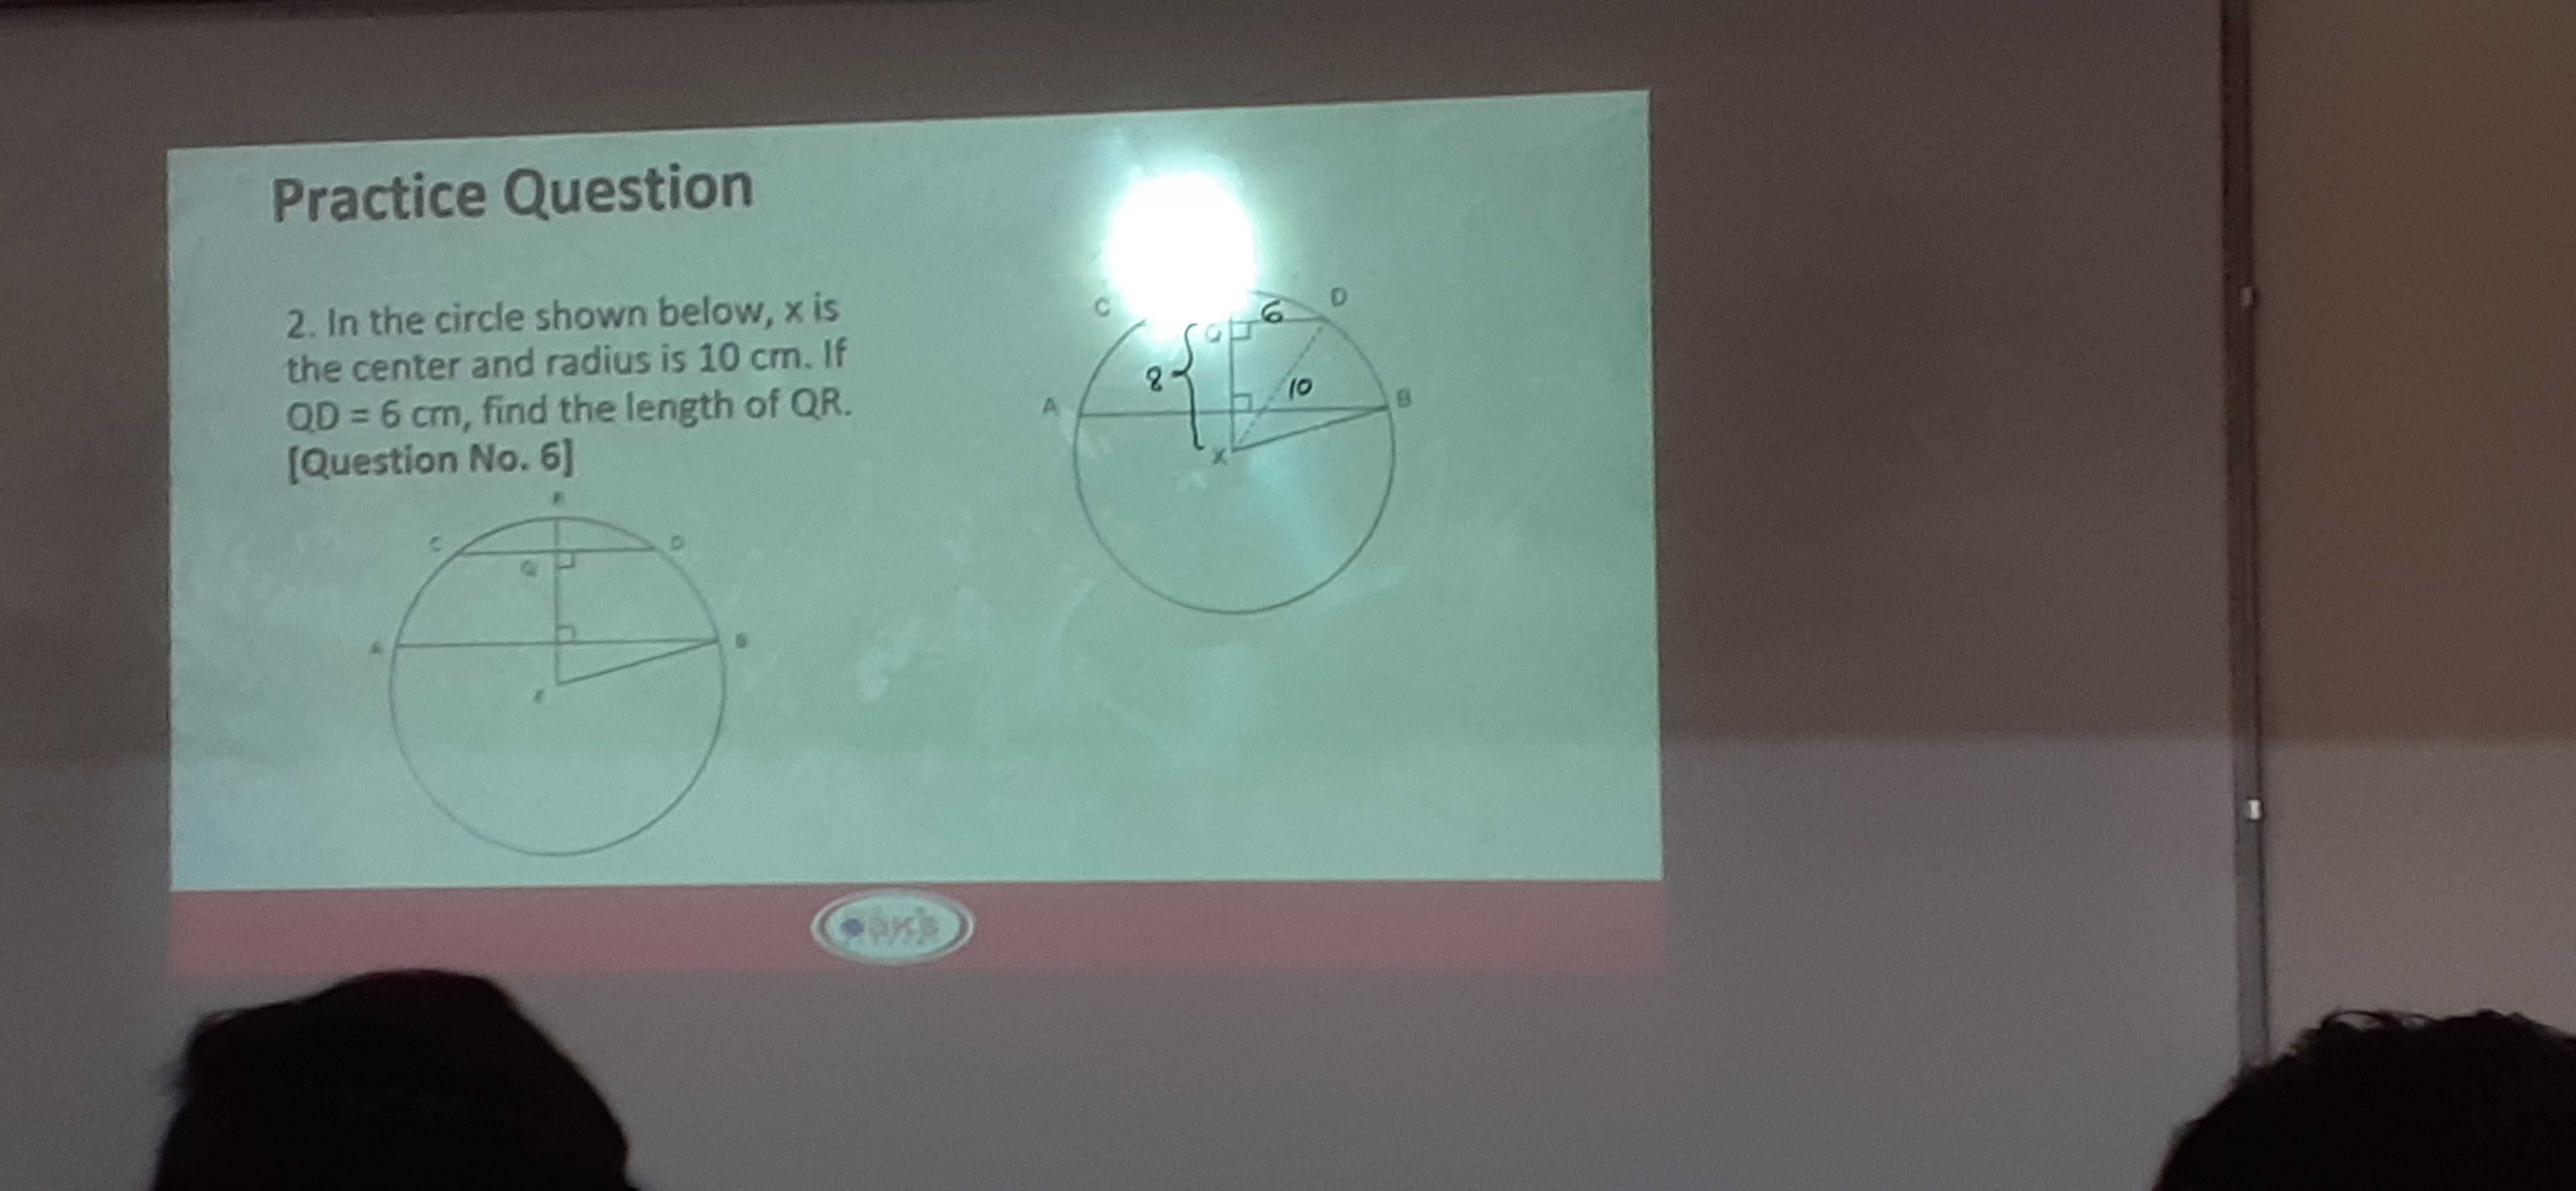 Practice Question
2. In the circle shown below, x is
the center and radius is 10 cm. If
QD = 6 cm, find the length of QR.
[Question No. 6]
C
D
Q
A
B
X
C
6
D
8
10
A
B
X